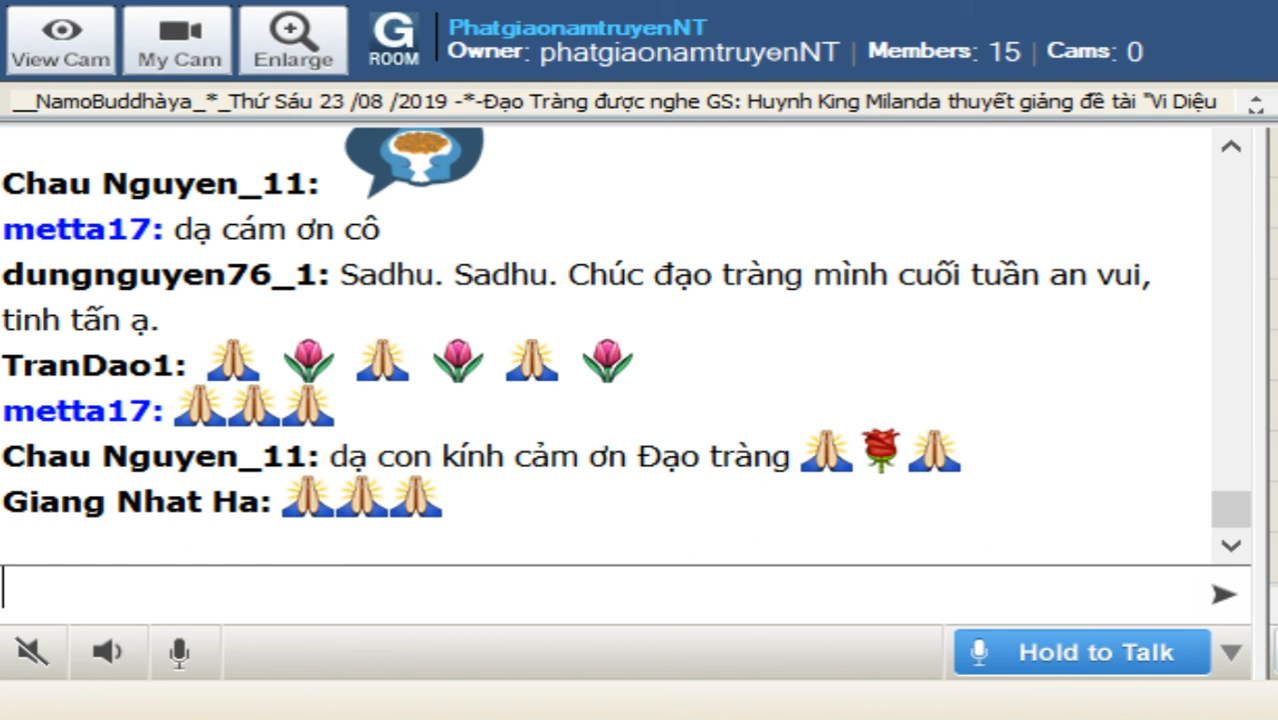 PhatgiaonamtruyenNT
View Cam My Cam Enlarge G ROOM Owner: phatgiaonamtruyenNT | Members: 15 | Cams: 0
__NamoBuddhàya_*_Thứ Sáu 23 /08 /2019 -*-Đạo Tràng được nghe GS: Huynh King Milanda thuyết giảng đề tài "Vi Diệu
Chau Nguyen_11:
metta17: dạ cám ơn cô
dungnguyen76_1: Sadhu. Sadhu. Chúc đạo tràng mình cuối tuần an vui,
tinh tấn ạ.
TranDao1: 🙏 🌷 🙏 🌷 🙏 🌷
metta17: 🙏🙏🙏
Chau Nguyen_11: dạ con kính cảm ơn Đạo tràng 🙏🌹🙏
Giang Nhat Ha: 🙏🙏🙏
Hold to Talk